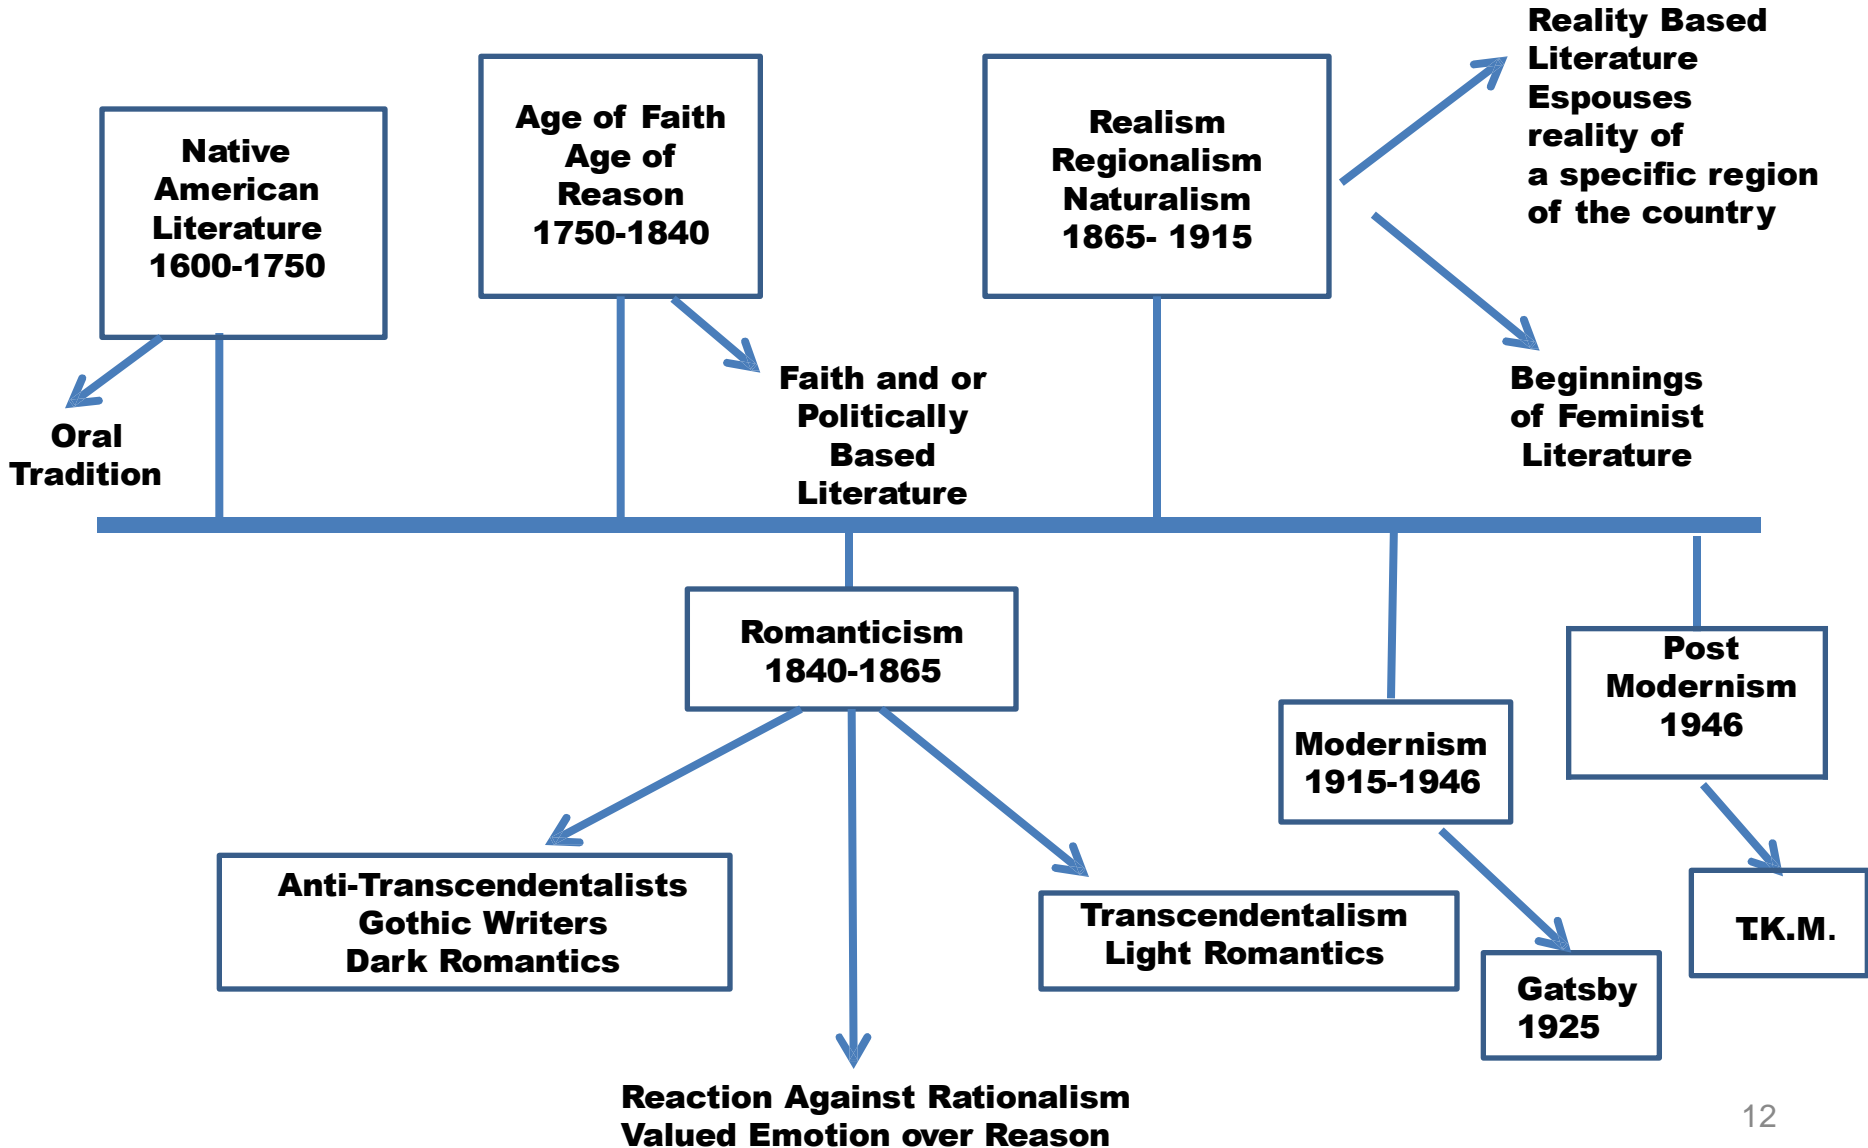 Native
American
Literature
1600-1750
Oral
Tradition
Age of Faith
Age of
Reason
1750-1840
Faith and or
Politically
Based
Literature
Realism
Regionalism
Naturalism
1865- 1915
Reality Based
Literature
Espouses
reality of
a specific region
of the country
Beginnings
of Feminist
Literature
Romanticism
1840-1865
Anti-Transcendentalists
Gothic Writers
Dark Romantics
Reaction Against Rationalism
Valued Emotion over Reason
Transcendentalism
Light Romantics
Modernism
1915-1946
Gatsby
1925
Post
Modernism
1946
T.K.M.
12